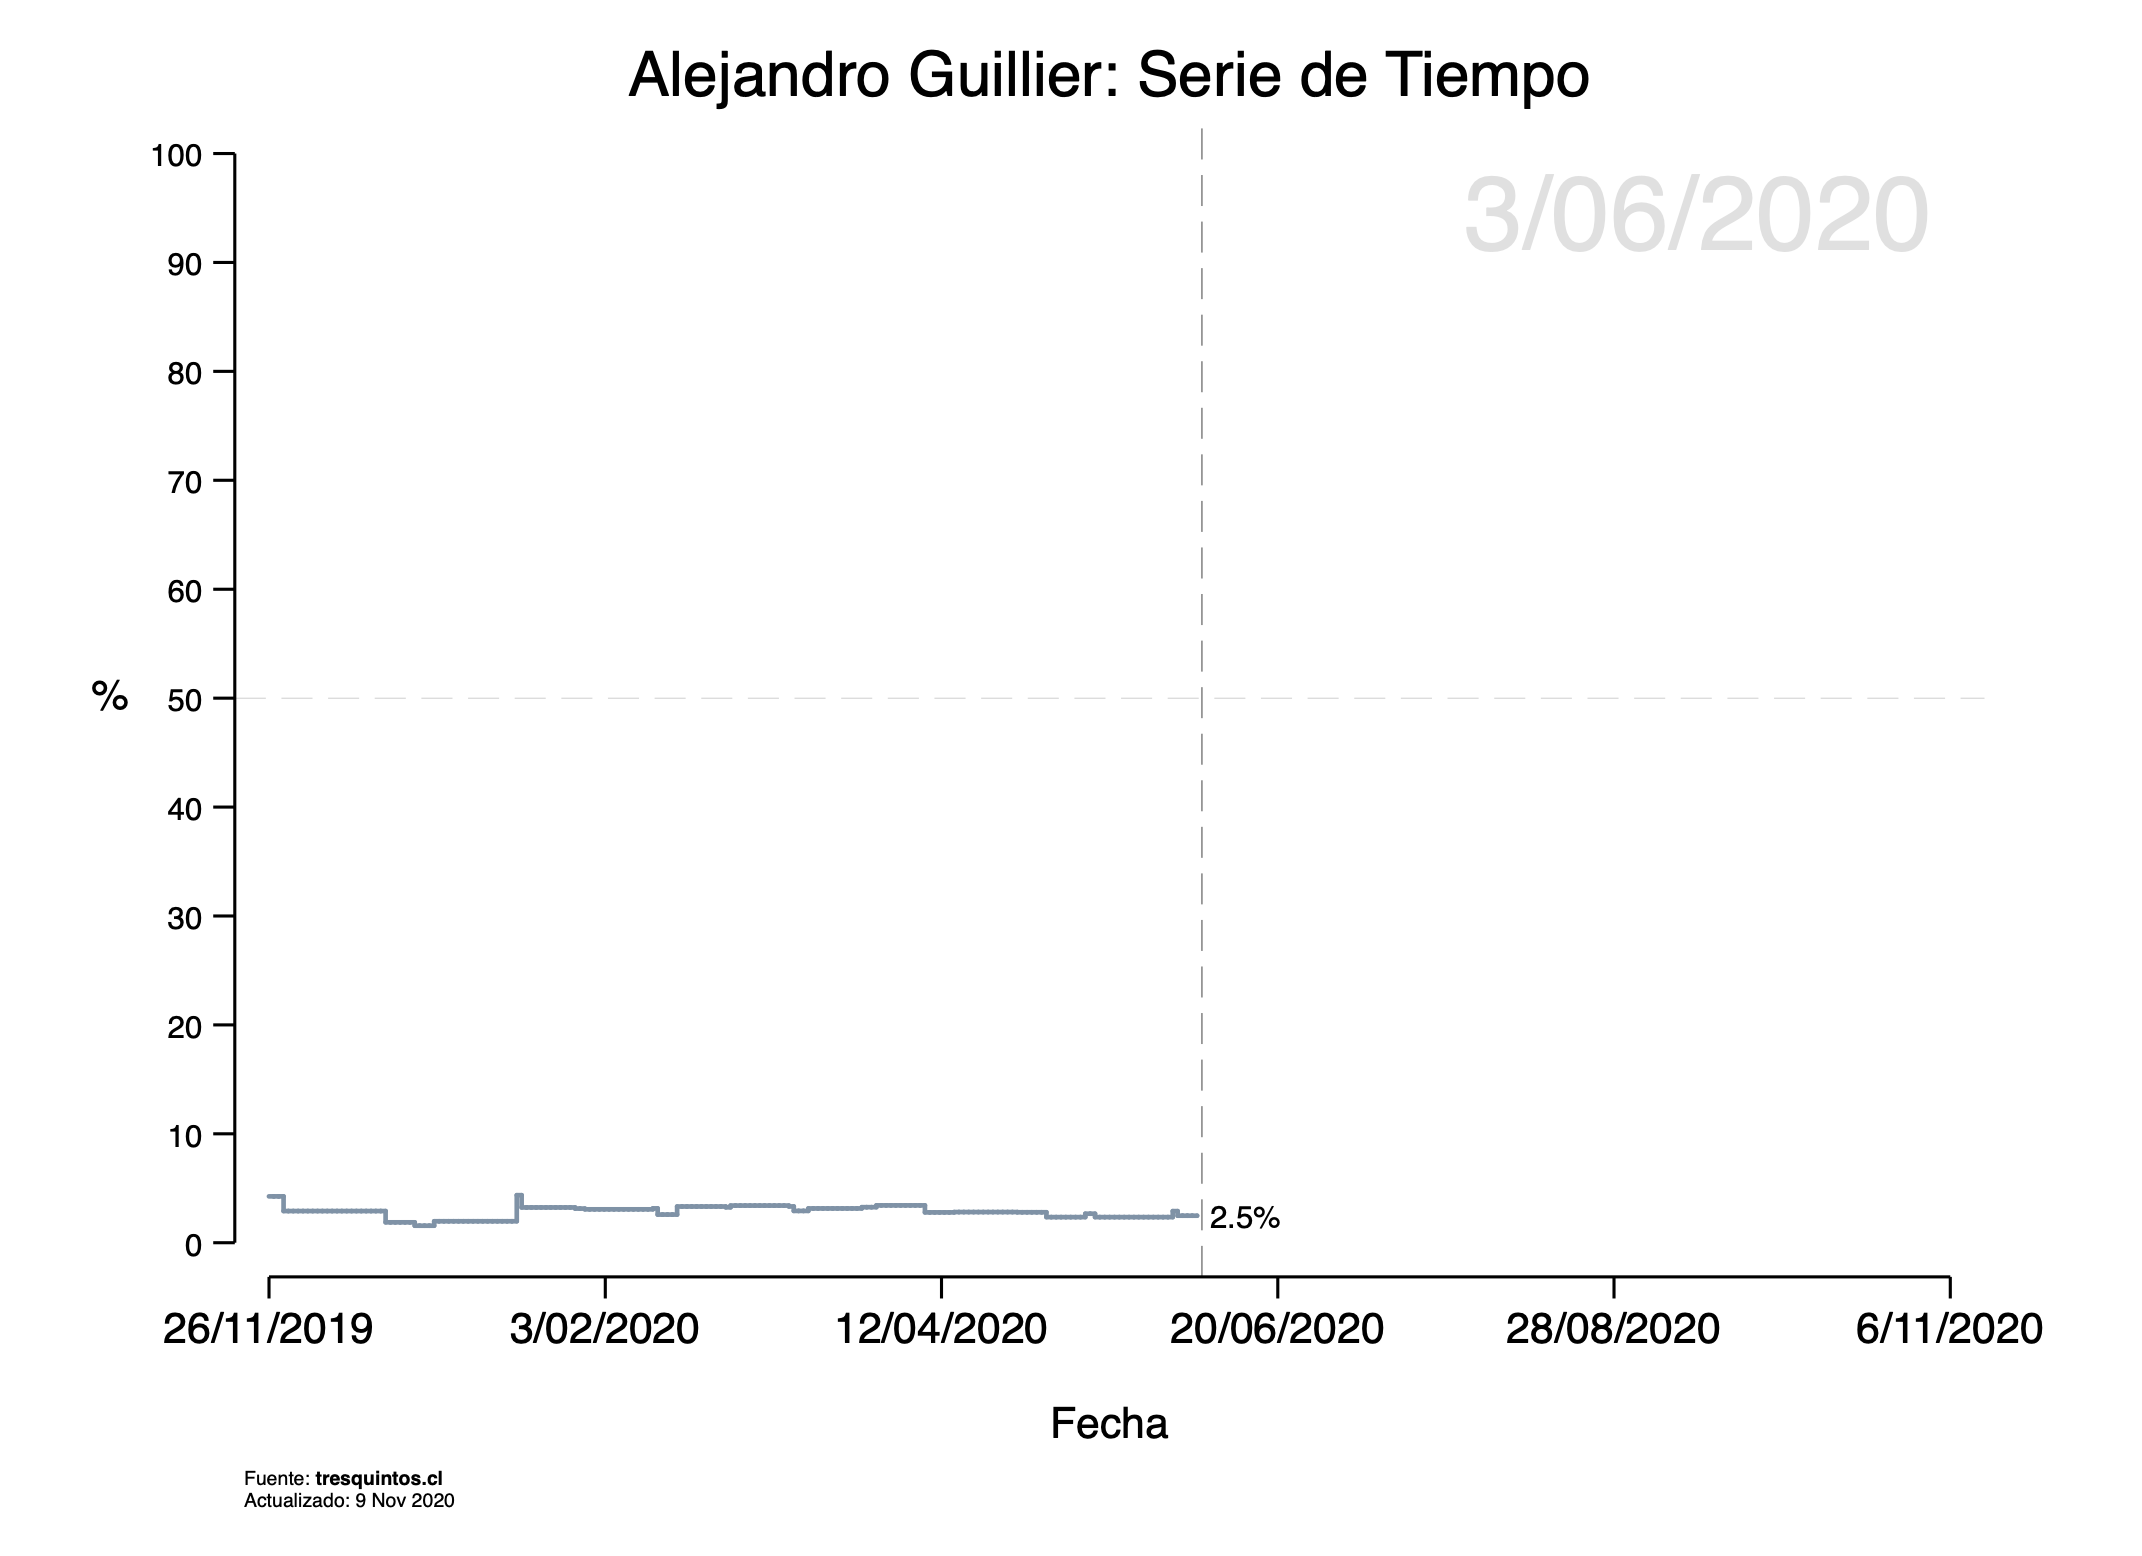 Alejandro Guillier: Serie de Tiempo
3/06/2020
100
90
80
70
60
50
40
30
20
10
0
%
2.5%
26/11/2019 3/02/2020 12/04/2020 20/06/2020 28/08/2020 6/11/2020
Fecha
Fuente: tresquintos.cl
Actualizado: 9 Nov 2020